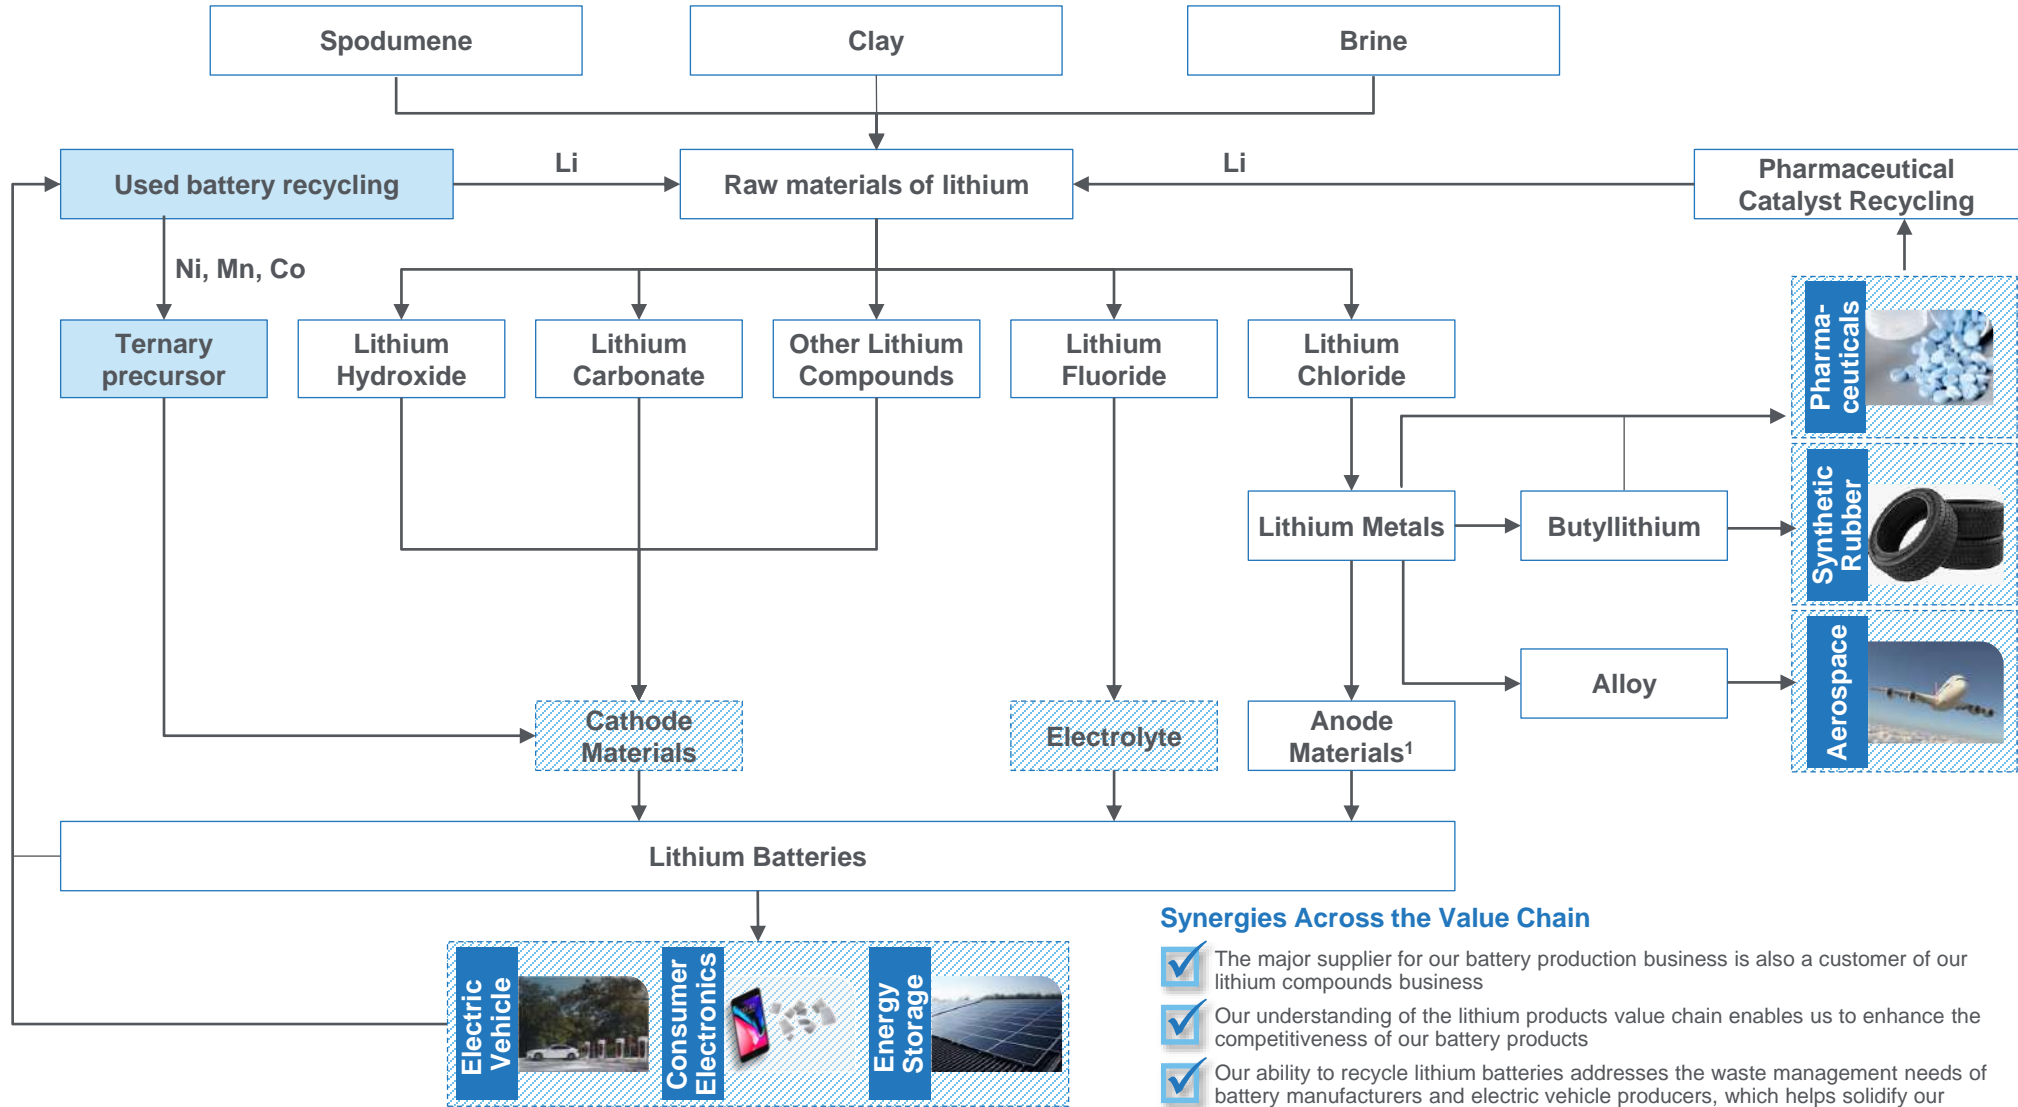 Spodumene
Clay
Brine
Used battery recycling
Li
Raw materials of lithium
Li
Pharmaceutical
Catalyst Recycling
Ni, Mn, Co
Ternary
precursor
Lithium
Hydroxide
Lithium
Carbonate
Other Lithium
Compounds
Lithium
Fluoride
Lithium
Chloride
Pharma-
ceuticals
Lithium Metals
Butyllithium
Synthetic
Rubber
Alloy
Aerospace
Cathode
Materials
Electrolyte
Anode
Materials¹
Lithium Batteries
Electric
Vehicle
Consumer
Electronics
Energy
Storage
Synergies Across the Value Chain
The major supplier for our battery production business is also a customer of our
lithium compounds business
Our understanding of the lithium products value chain enables us to enhance the
competitiveness of our battery products
Our ability to recycle lithium batteries addresses the waste management needs of
battery manufacturers and electric vehicle producers, which helps solidify our